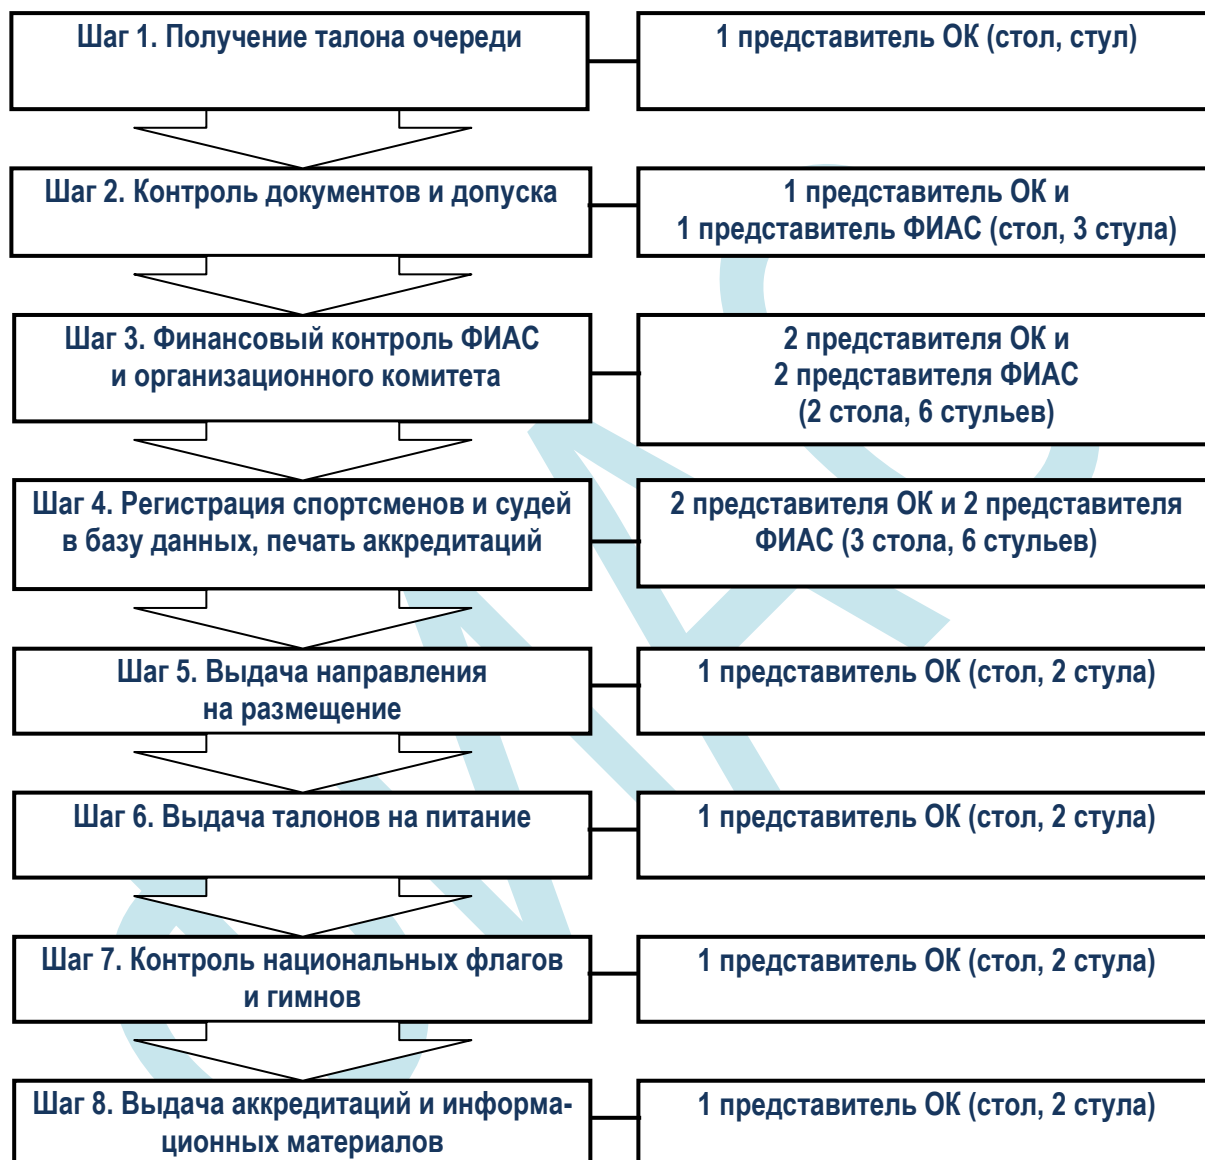 Шаг 1. Получение талона очереди
1 представитель ОК (стол, стул)
Шаг 2. Контроль документов и допуска
1 представитель ОК и
1 представитель ФИАС (стол, 3 стула)
Шаг 3. Финансовый контроль ФИАС
и организационного комитета
2 представителя ОК и
2 представителя ФИАС
(2 стола, 6 стульев)
Шаг 4. Регистрация спортсменов и судей
в базу данных, печать аккредитаций
2 представителя ОК и 2 представителя
ФИАС (3 стола, 6 стульев)
Шаг 5. Выдача направления
на размещение
1 представитель ОК (стол, 2 стула)
Шаг 6. Выдача талонов на питание
1 представитель ОК (стол, 2 стула)
Шаг 7. Контроль национальных флагов
и гимнов
1 представитель ОК (стол, 2 стула)
Шаг 8. Выдача аккредитаций и информа-
ционных материалов
1 представитель ОК (стол, 2 стула)